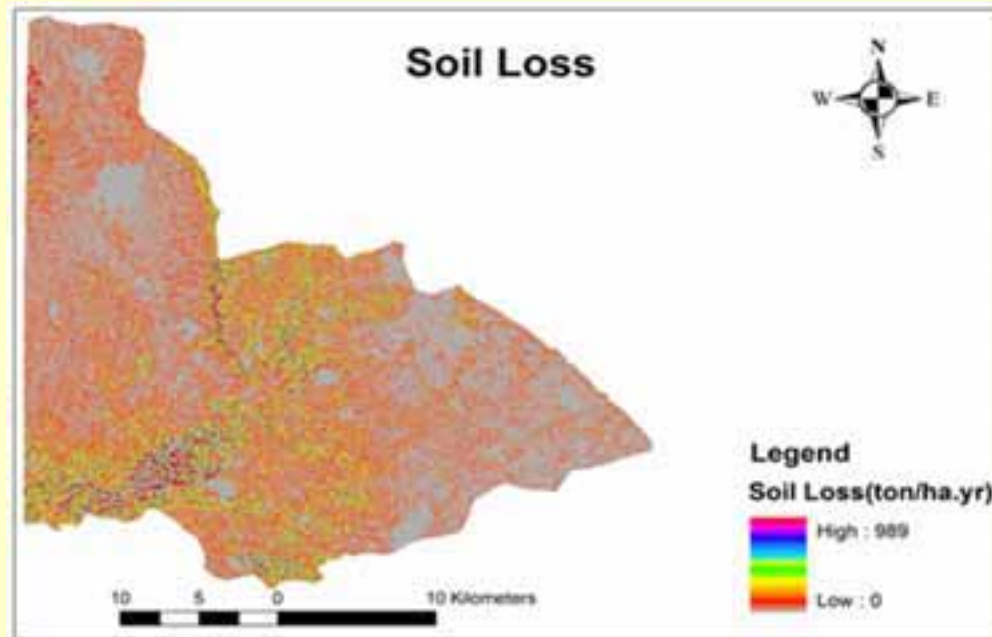 Soil Loss
N
W E
S
Legend
Soil Loss(ton/ha.yr)
High : 989
Low : 0
10 5 0 10 Kilometers